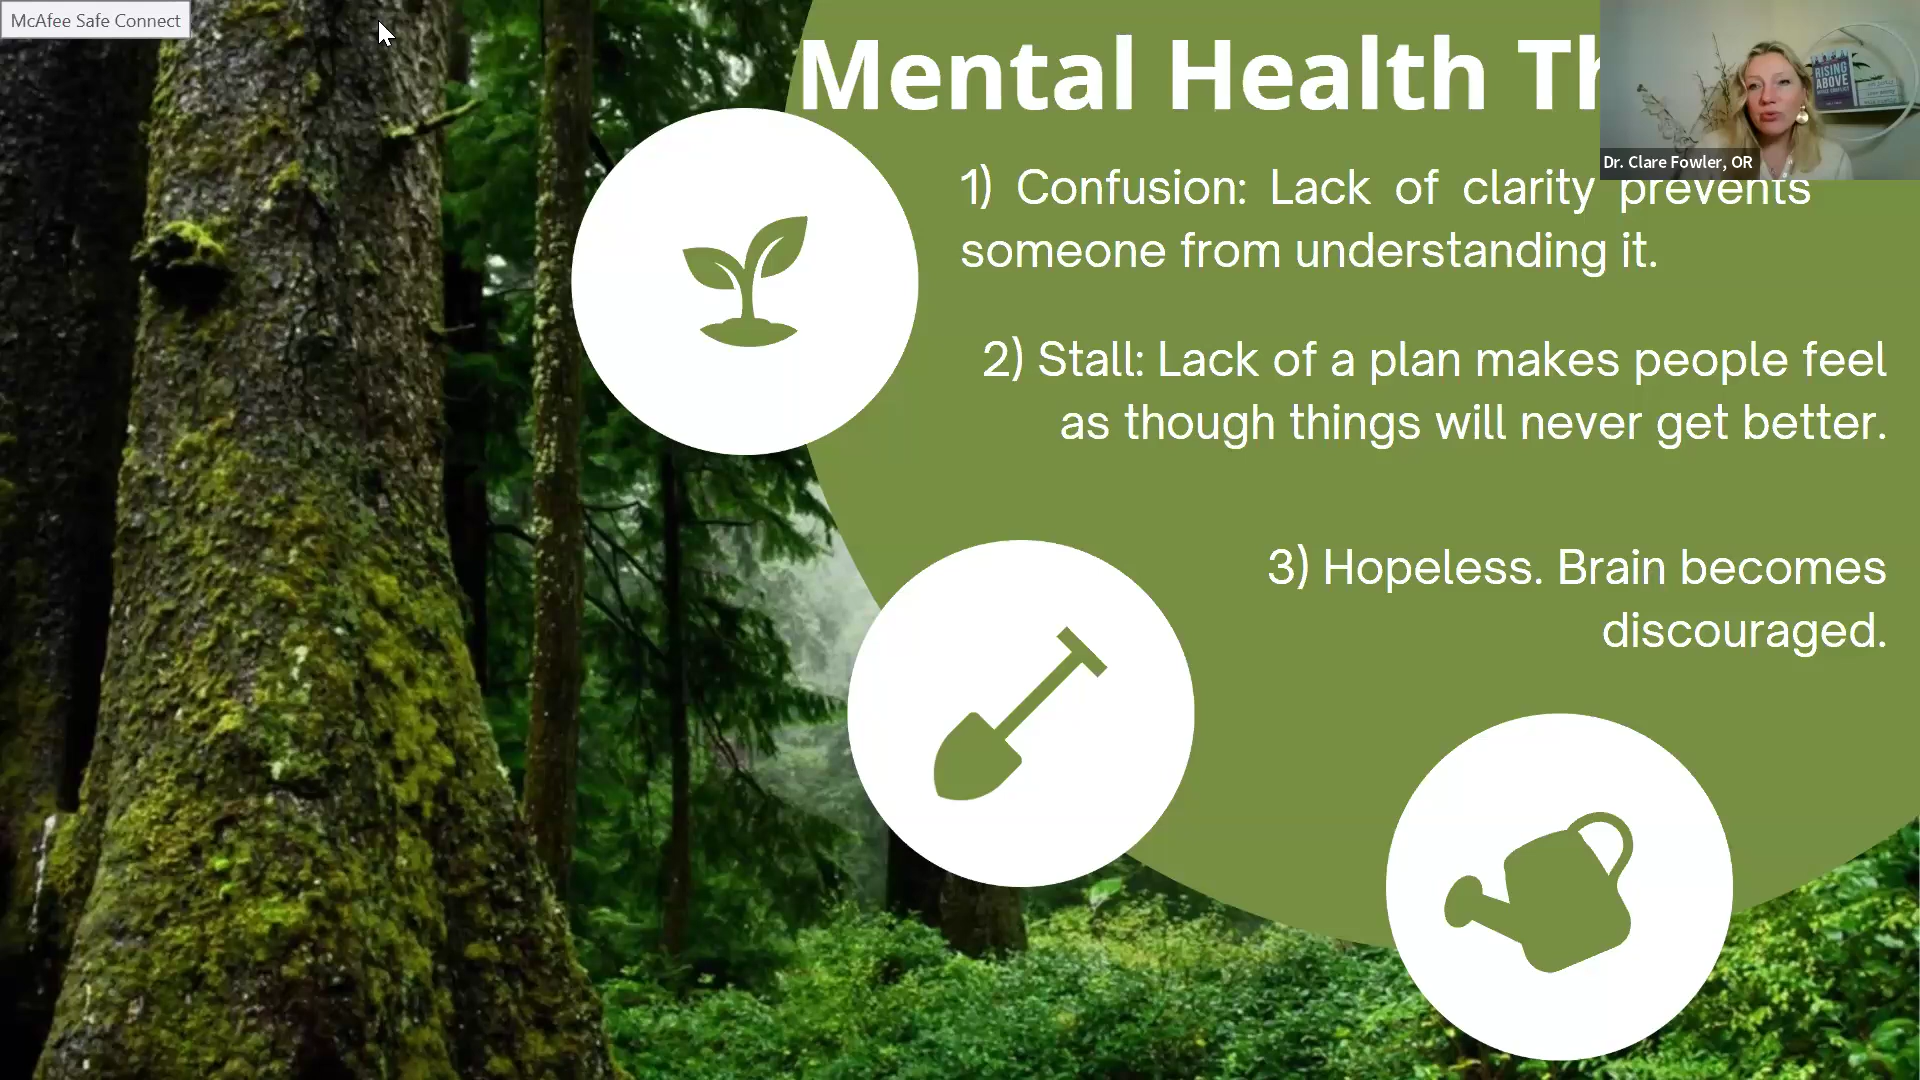 McAfee Safe Connect
Mental Health Th
RISING
ABOVE
Dr. Clare Fowler, OR
1) Confusion: Lack of clarity prevents
someone from understanding it.
2) Stall: Lack of a plan makes people feel
as though things will never get better.
3) Hopeless. Brain becomes
discouraged.